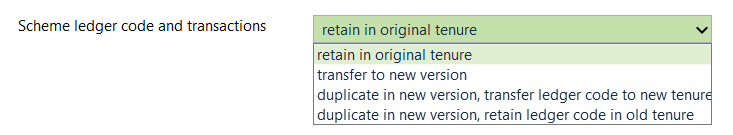 Scheme ledger code and transactions
retain in original tenure
retain in original tenure
transfer to new version
duplicate in new version, transfer ledger code to new tenure
duplicate in new version, retain ledger code in old tenure